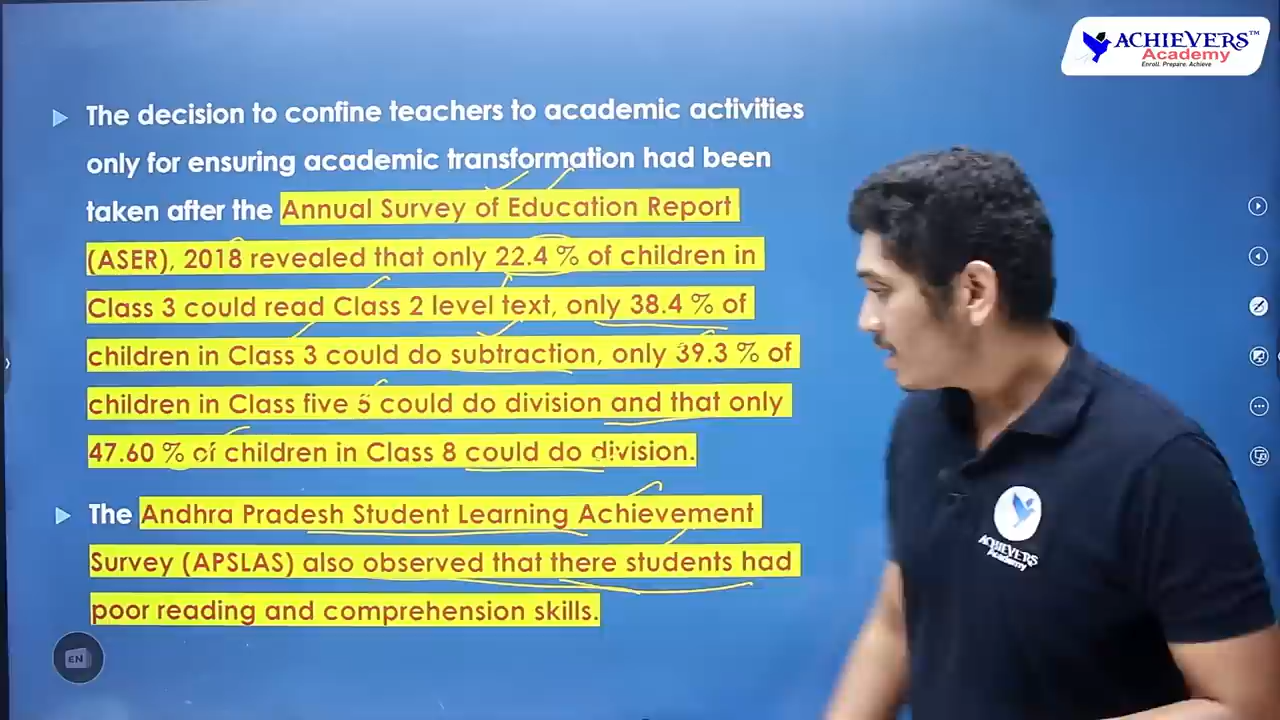 ACHIEVERS™
Academy
Enroll. Prepare. Achieve
The decision to confine teachers to academic activities
only for ensuring academic transformation had been
taken after the Annual Survey of Education Report
(ASER), 2018 revealed that only 22.4 % of children in
Class 3 could read Class 2 level text, only 38.4 % of
children in Class 3 could do subtraction, only 39.3 % of
children in Class five 5 could do division and that only
47.60 % of children in Class 8 could do division.
The Andhra Pradesh Student Learning Achievement
Survey (APSLAS) also observed that there students had
poor reading and comprehension skills.
EN
ACHIEVERS
Academy